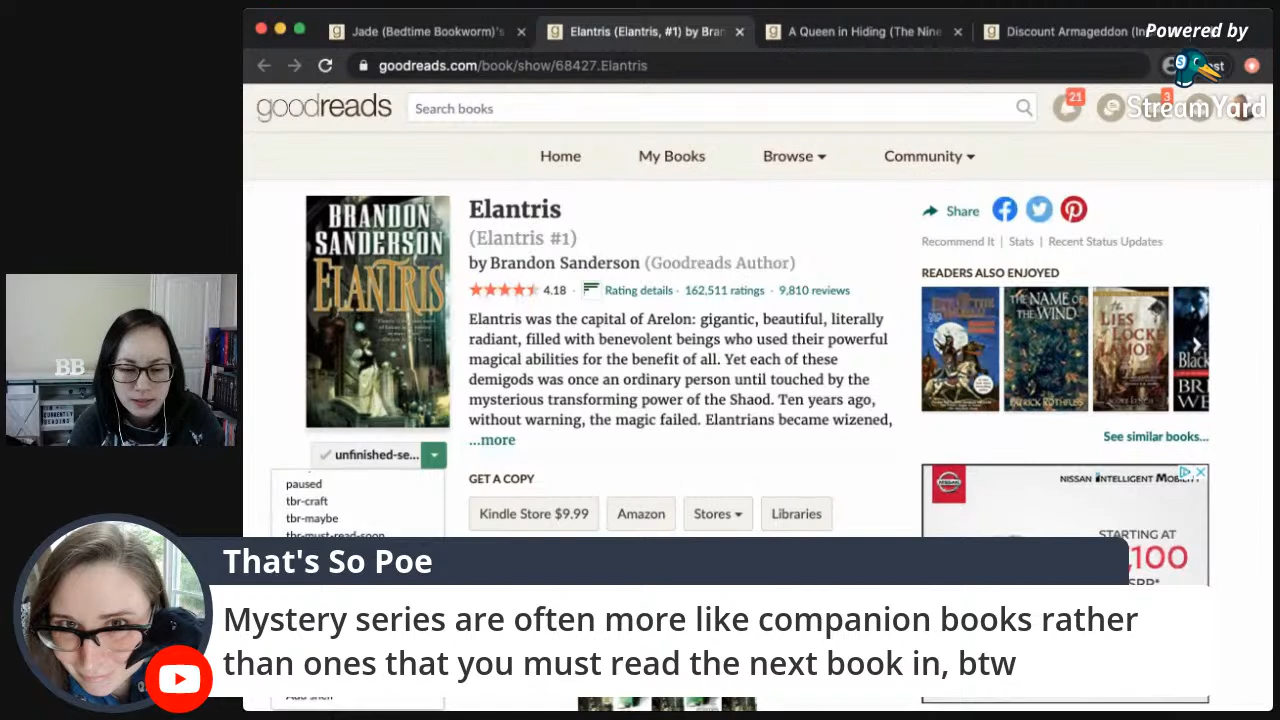 Jade (Bedtime Bookworm)'s
Elantris (Elantris, #1) by Bran
A Queen in Hiding (The Nine
Discount Armageddon (In
Powered by
StreamYard
goodreads.com/book/show/68427.Elantris
goodreads
Search books
21
3
Home
My Books
Browse
Community
BRANDON
SANDERSON
ELANTRIS
Elantris
(Elantris #1)
by Brandon Sanderson (Goodreads Author)
4.18 · Rating details · 162,511 ratings · 9,810 reviews
Elantris was the capital of Arelon: gigantic, beautiful, literally
radiant, filled with benevolent beings who used their powerful
magical abilities for the benefit of all. Yet each of these
demigods was once an ordinary person until touched by the
mysterious transforming power of the Shaod. Ten years ago,
without warning, the magic failed. Elantrians became wizened,
...more
Share
Recommend It | Stats | Recent Status Updates
READERS ALSO ENJOYED
THE NAME OF
THE WIND
PATRICK ROTHFUSS
THE
LIES
LOCKE
LAMORA
See similar books...
unfinished-se...
paused
tbr-craft
tbr-maybe
tbr-must-read-soon
GET A COPY
Kindle Store $9.99
Amazon
Stores
Libraries
NISSAN INTELLIGENT MOBILITY
STARTING AT
,100
BB
CURRENTLY
READING
That's So Poe
Mystery series are often more like companion books rather
than ones that you must read the next book in, btw